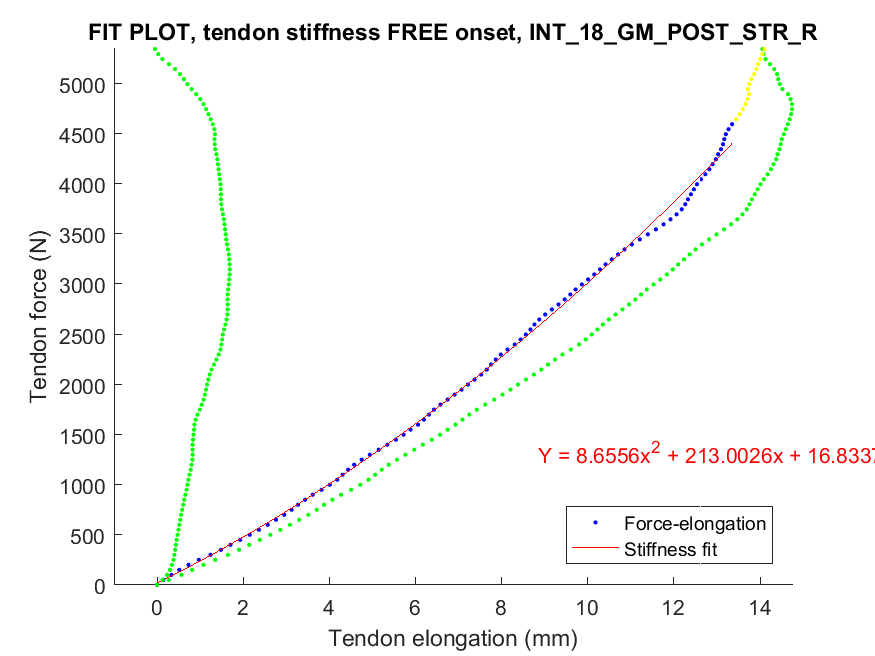 FIT PLOT, tendon stiffness FREE onset, INT_18_GM_POST_STR_R
5000
4500
4000
3500
3000
2500
2000
1500
1000
500
0
Tendon force (N)
Y = 8.6556x² + 213.0026x + 16.8337
Force-elongation
Stiffness fit
0 2 4 6 8 10 12 14
Tendon elongation (mm)